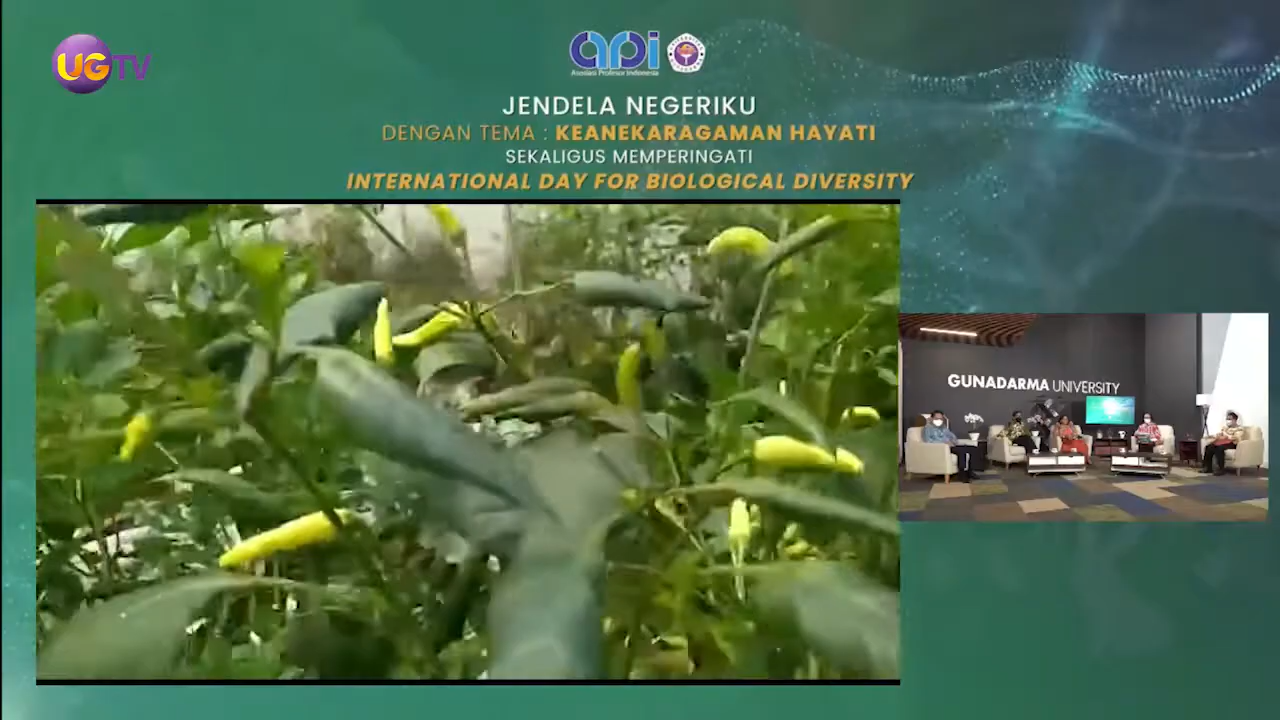 UGTV
api
Asosiasi Profesor Indonesia
JENDELA NEGERIKU
DENGAN TEMA : KEANEKARAGAMAN HAYATI
SEKALIGUS MEMPERINGATI
INTERNATIONAL DAY FOR BIOLOGICAL DIVERSITY
GUNADARMA UNIVERSITY